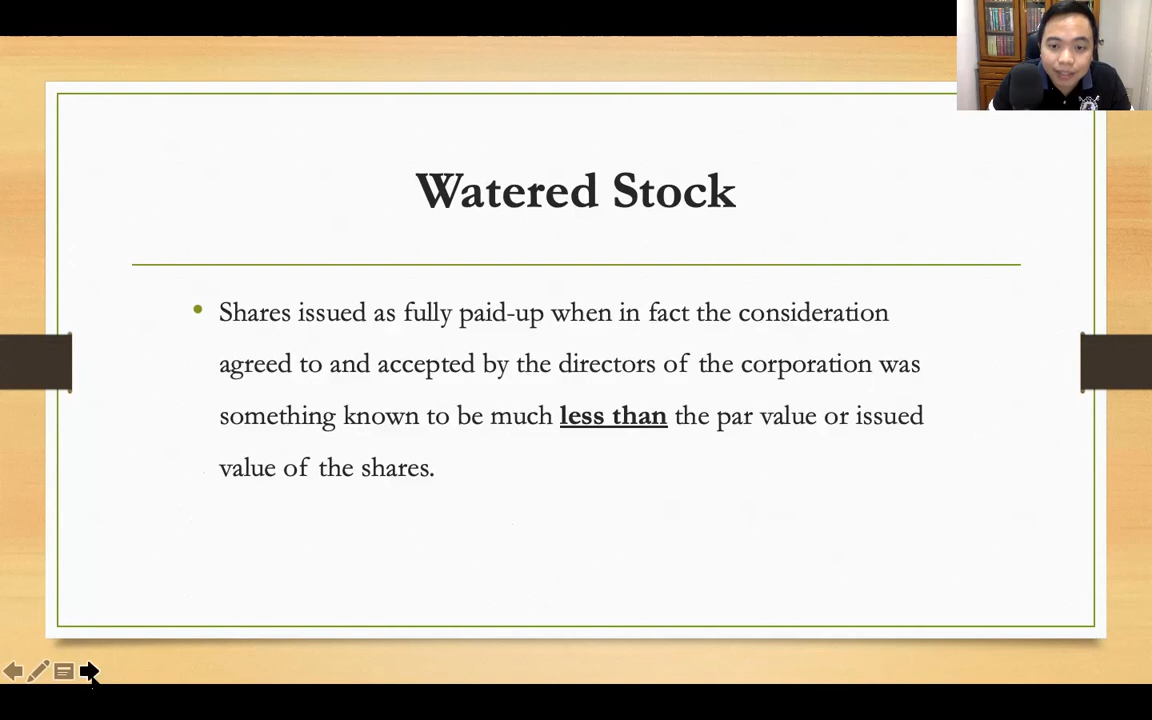 Watered Stock
• Shares issued as fully paid-up when in fact the consideration
agreed to and accepted by the directors of the corporation was
something known to be much less than the par value or issued
value of the shares.